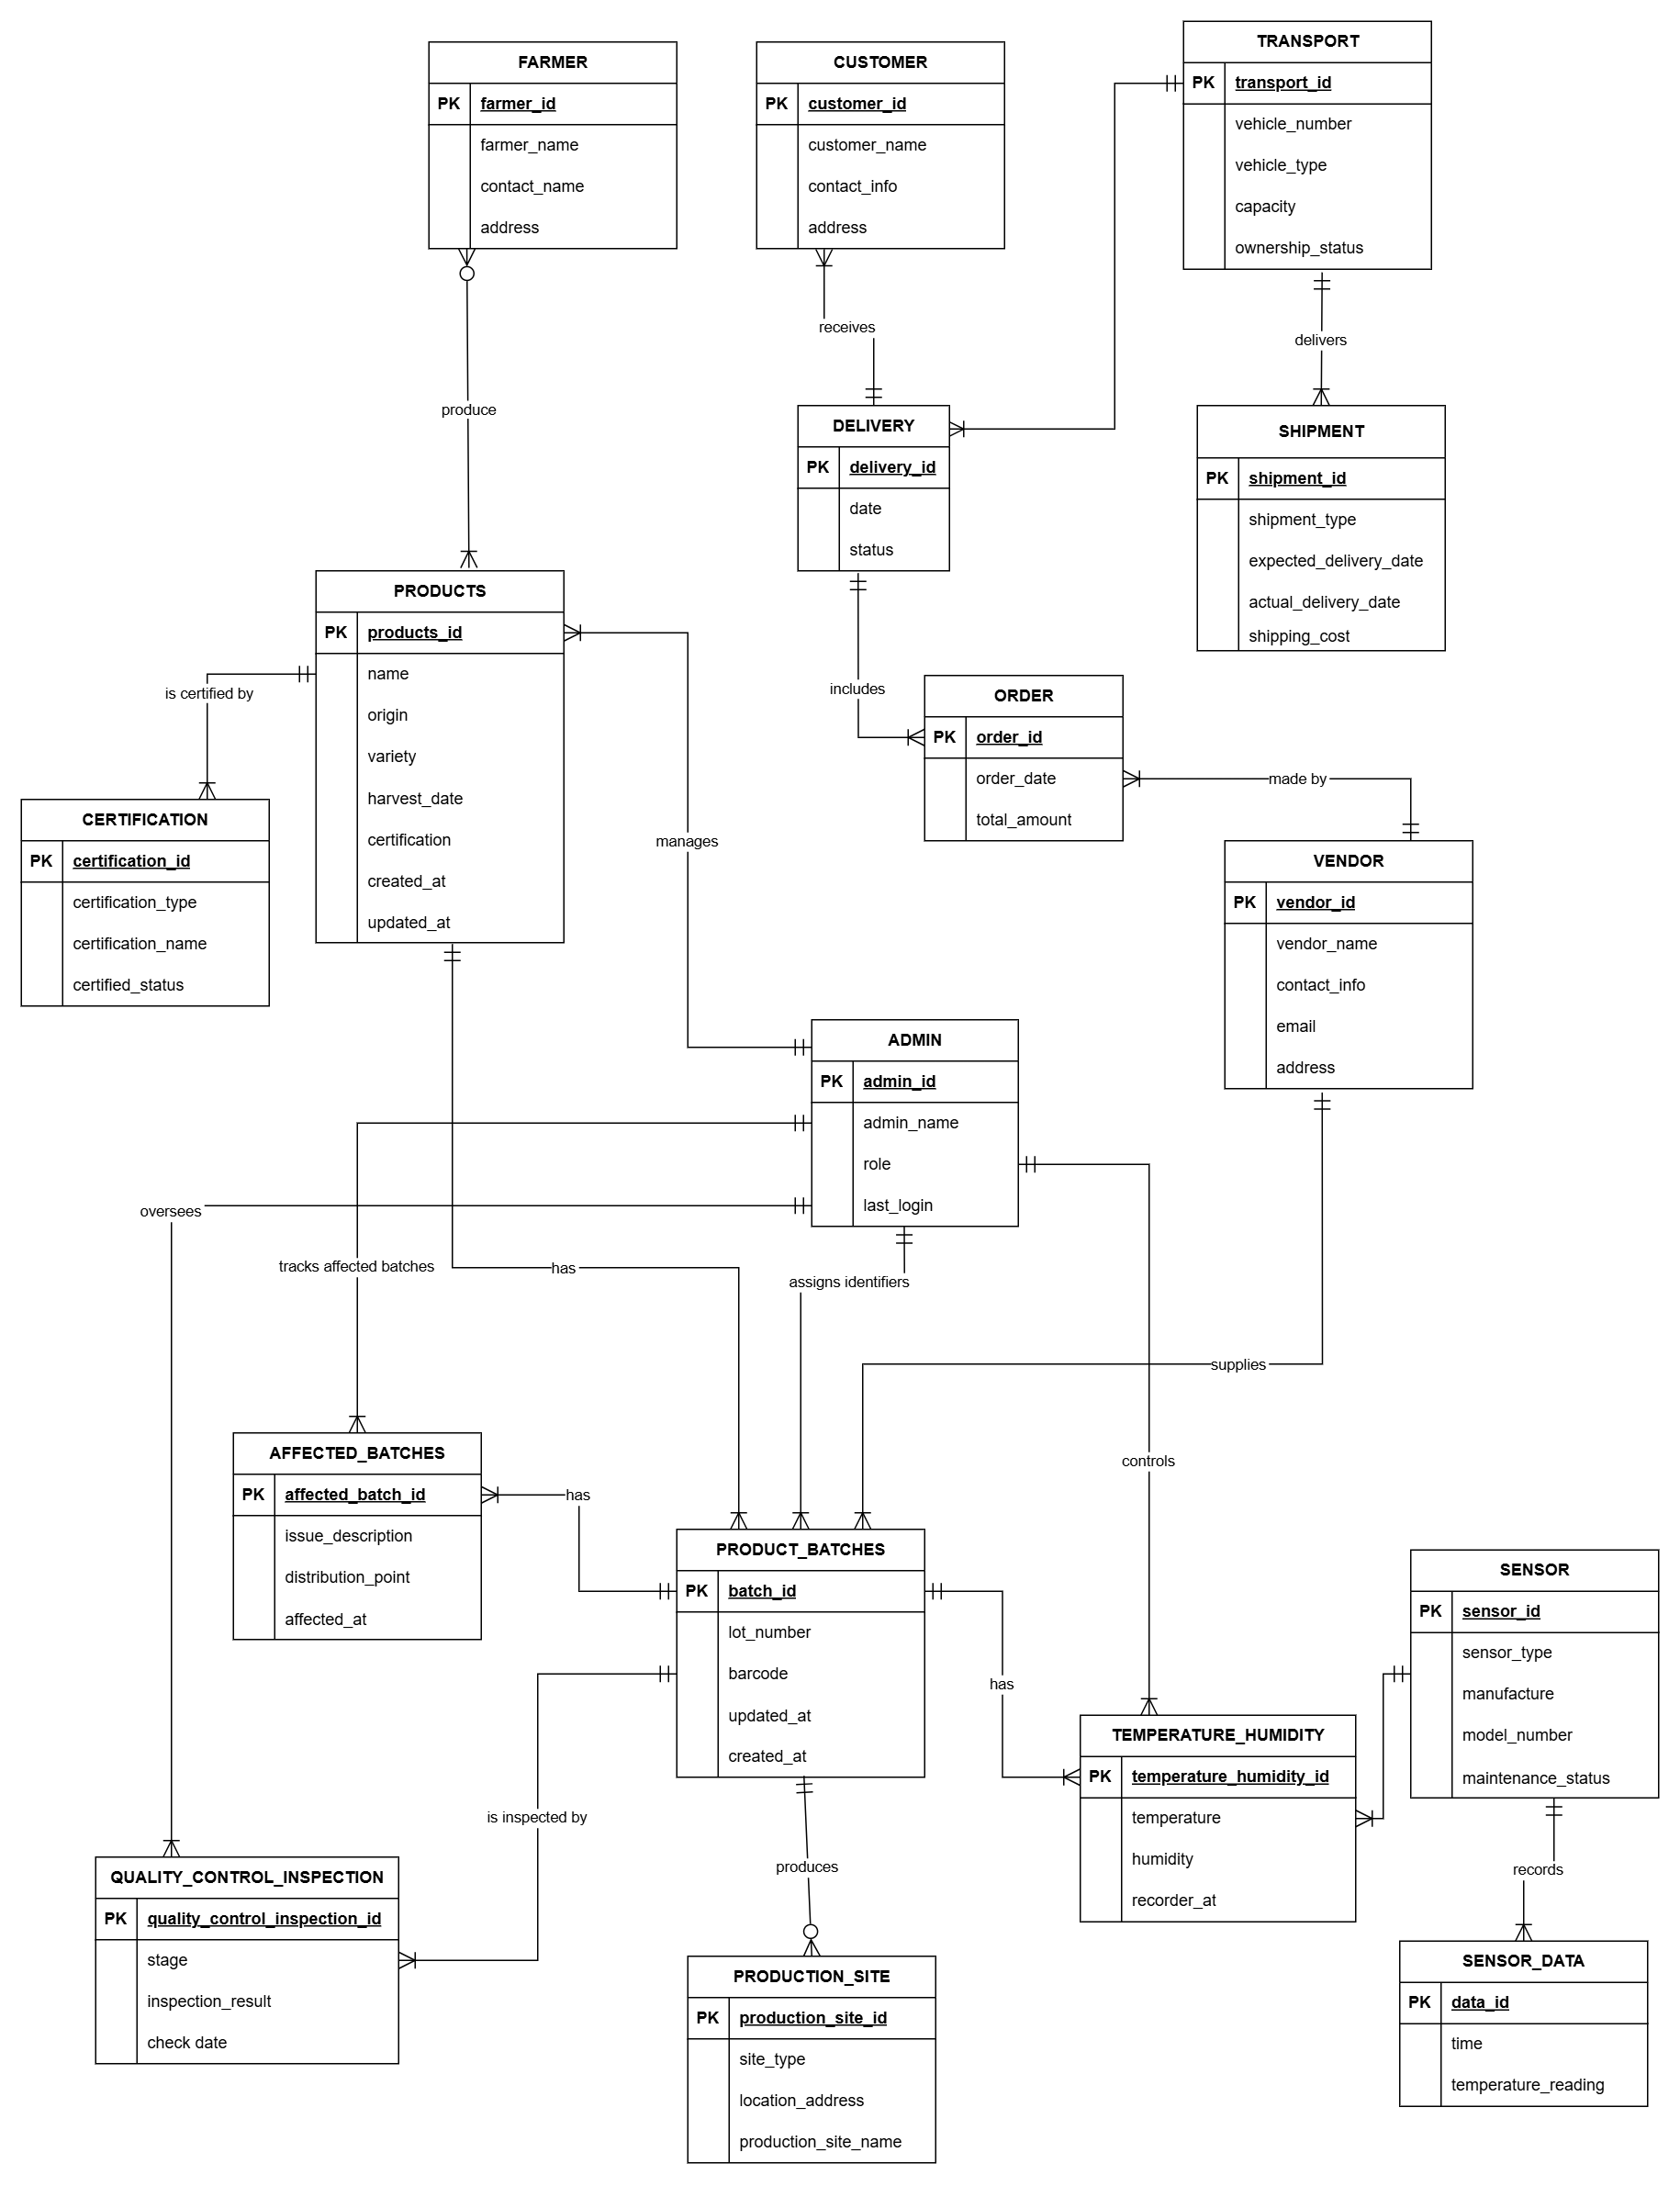 FARMER
PK farmer_id
farmer_name
contact_name
address
CUSTOMER
PK customer_id
customer_name
contact_info
address
TRANSPORT
PK transport_id
vehicle_number
vehicle_type
capacity
ownership_status
receives
delivers
produce
DELIVERY
PK delivery_id
date
status
SHIPMENT
PK shipment_id
shipment_type
expected_delivery_date
actual_delivery_date
shipping_cost
PRODUCTS
PK products_id
name
origin
variety
harvest_date
certification
created_at
updated_at
is certified by
includes
ORDER
PK order_id
order_date
total_amount
made by
CERTIFICATION
PK certification_id
certification_type
certification_name
certified_status
manages
VENDOR
PK vendor_id
vendor_name
contact_info
email
address
ADMIN
PK admin_id
admin_name
role
last_login
oversees
tracks affected batches
has
assigns identifiers
supplies
controls
AFFECTED_BATCHES
PK affected_batch_id
issue_description
distribution_point
affected_at
has
PRODUCT_BATCHES
PK batch_id
lot_number
barcode
updated_at
created_at
has
SENSOR
PK sensor_id
sensor_type
manufacture
model_number
maintenance_status
TEMPERATURE_HUMIDITY
PK temperature_humidity_id
temperature
humidity
recorder_at
is inspected by
produces
records
QUALITY_CONTROL_INSPECTION
PK quality_control_inspection_id
stage
inspection_result
check date
PRODUCTION_SITE
PK production_site_id
site_type
location_address
production_site_name
SENSOR_DATA
PK data_id
time
temperature_reading